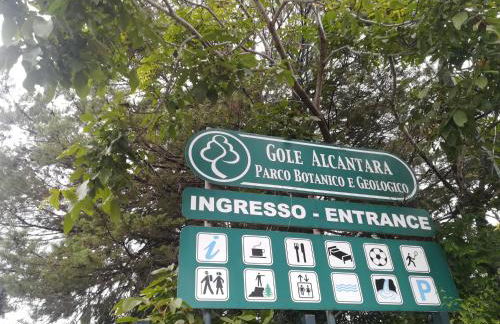 GOLE ALCANTARA
PARCO BOTANICO E GEOLOGICO
INGRESSO - ENTRANCE
i
P